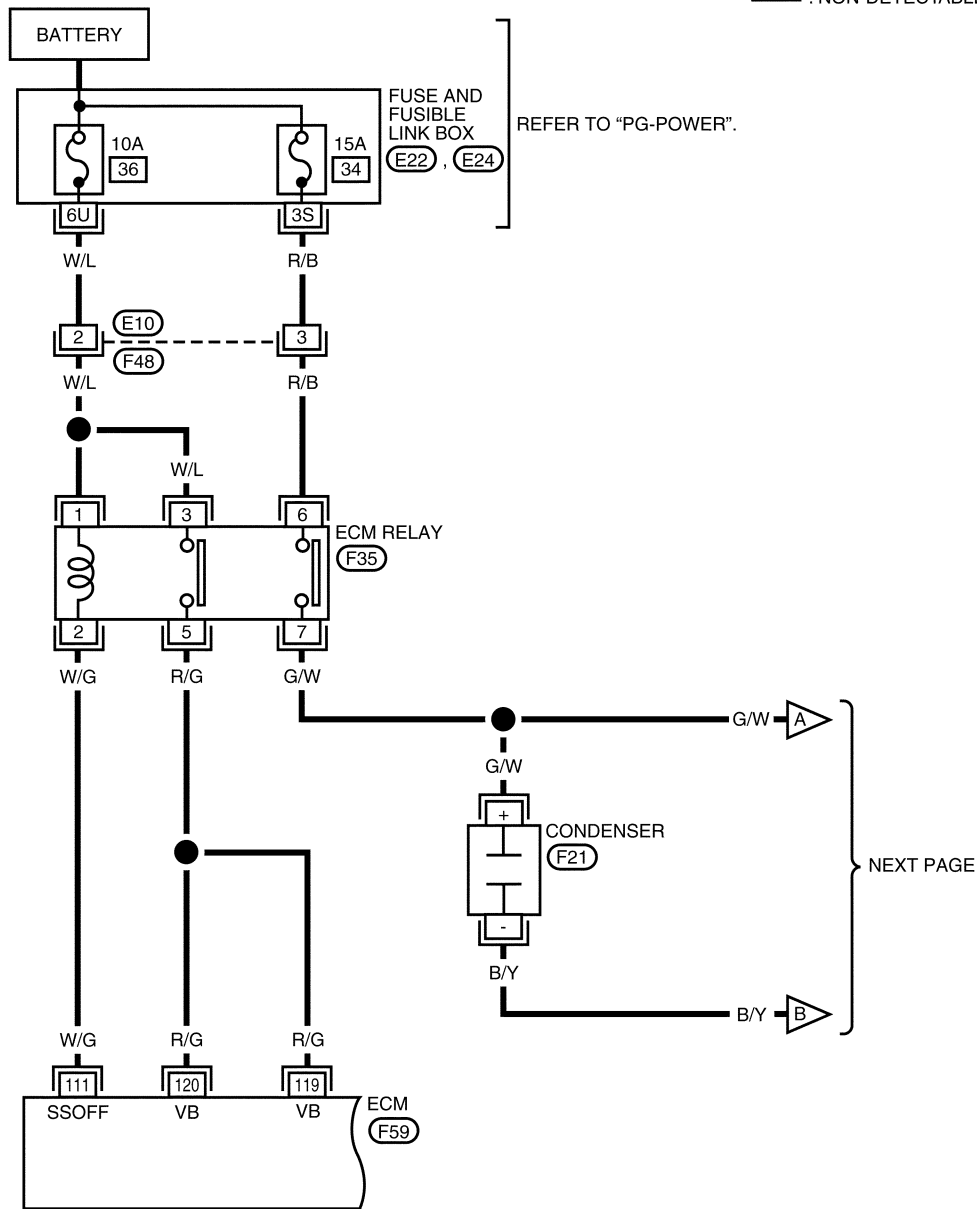 : NON-DETECTABLE
BATTERY
FUSE AND
FUSIBLE
LINK BOX
E22 , E24
REFER TO “PG-POWER”.
10A
36
15A
34
6U
3S
W/L
R/B
2
E10
3
F48
W/L
R/B
W/L
1
3
6
ECM RELAY
F35
2
5
7
W/G
R/G
G/W
G/W
A
G/W
+
CONDENSER
F21
NEXT PAGE
-
B/Y
B/Y
B
W/G
R/G
R/G
111
120
119
SSOFF
VB
VB
ECM
F59